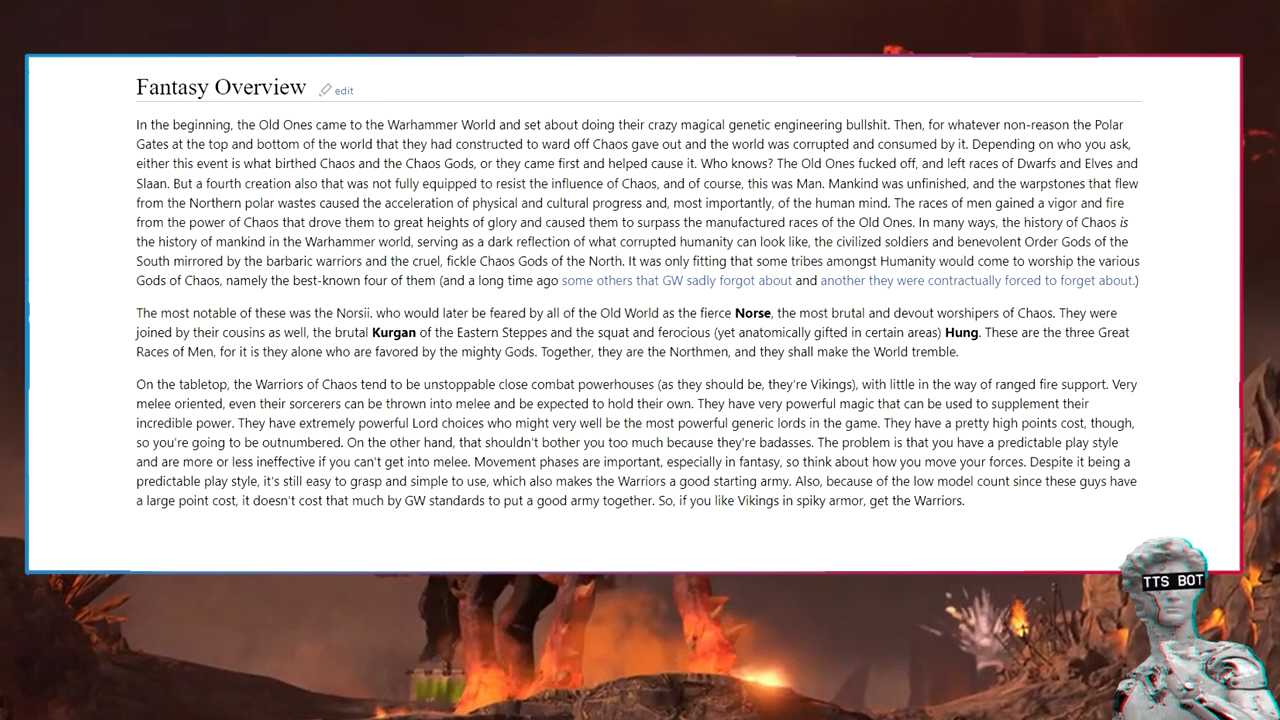 Fantasy Overview edit
In the beginning, the Old Ones came to the Warhammer World and set about doing their crazy magical genetic engineering bullshit. Then, for whatever non-reason the Polar
Gates at the top and bottom of the world that they had constructed to ward off Chaos gave out and the world was corrupted and consumed by it. Depending on who you ask,
either this event is what birthed Chaos and the Chaos Gods, or they came first and helped cause it. Who knows? The Old Ones fucked off, and left races of Dwarfs and Elves and
Slaan. But a fourth creation also that was not fully equipped to resist the influence of Chaos, and of course, this was Man. Mankind was unfinished, and the warpstones that flew
from the Northern polar wastes caused the acceleration of physical and cultural progress and, most importantly, of the human mind. The races of men gained a vigor and fire
from the power of Chaos that drove them to great heights of glory and caused them to surpass the manufactured races of the Old Ones. In many ways, the history of Chaos is
the history of mankind in the Warhammer world, serving as a dark reflection of what corrupted humanity can look like, the civilized soldiers and benevolent Order Gods of the
South mirrored by the barbaric warriors and the cruel, fickle Chaos Gods of the North. It was only fitting that some tribes amongst Humanity would come to worship the various
Gods of Chaos, namely the best-known four of them (and a long time ago some others that GW sadly forgot about and another they were contractually forced to forget about.)
The most notable of these was the Norsii. who would later be feared by all of the Old World as the fierce Norse, the most brutal and devout worshipers of Chaos. They were
joined by their cousins as well, the brutal Kurgan of the Eastern Steppes and the squat and ferocious (yet anatomically gifted in certain areas) Hung. These are the three Great
Races of Men, for it is they alone who are favored by the mighty Gods. Together, they are the Northmen, and they shall make the World tremble.
On the tabletop, the Warriors of Chaos tend to be unstoppable close combat powerhouses (as they should be, they're Vikings), with little in the way of ranged fire support. Very
melee oriented, even their sorcerers can be thrown into melee and be expected to hold their own. They have very powerful magic that can be used to supplement their
incredible power. They have extremely powerful Lord choices who might very well be the most powerful generic lords in the game. They have a pretty high points cost, though,
so you're going to be outnumbered. On the other hand, that shouldn't bother you too much because they're badasses. The problem is that you have a predictable play style
and are more or less ineffective if you can't get into melee. Movement phases are important, especially in fantasy, so think about how you move your forces. Despite it being a
predictable play style, it's still easy to grasp and simple to use, which also makes the Warriors a good starting army. Also, because of the low model count since these guys have
a large point cost, it doesn't cost that much by GW standards to put a good army together. So, if you like Vikings in spiky armor, get the Warriors.
TTS BOT